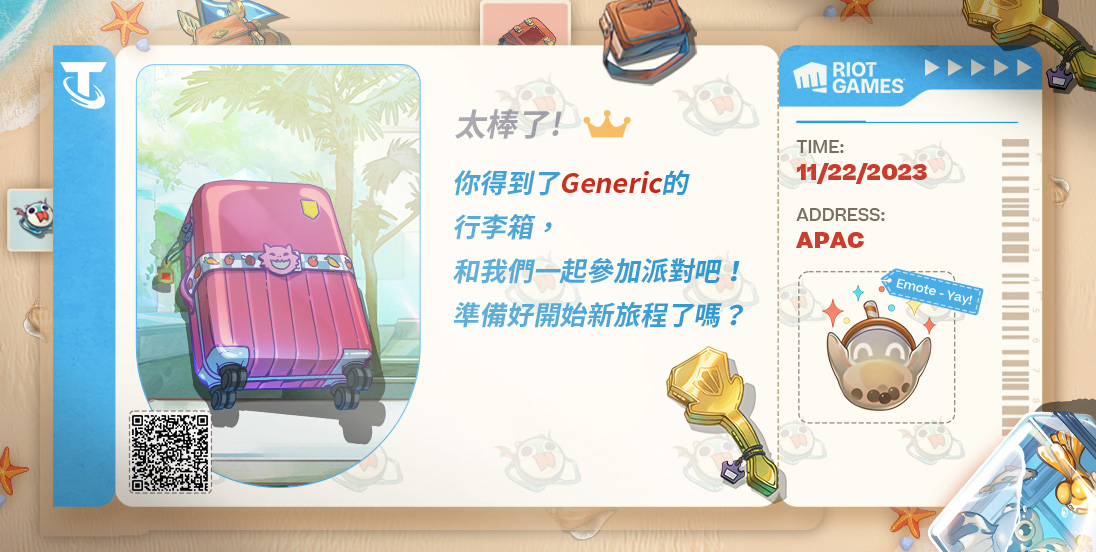 太棒了!
你得到了Generic的
行李箱，
和我們一起參加派對吧！
準備好開始新旅程了嗎？
RIOT
GAMES
TIME:
11/22/2023
ADDRESS:
APAC
Emote - Yay!